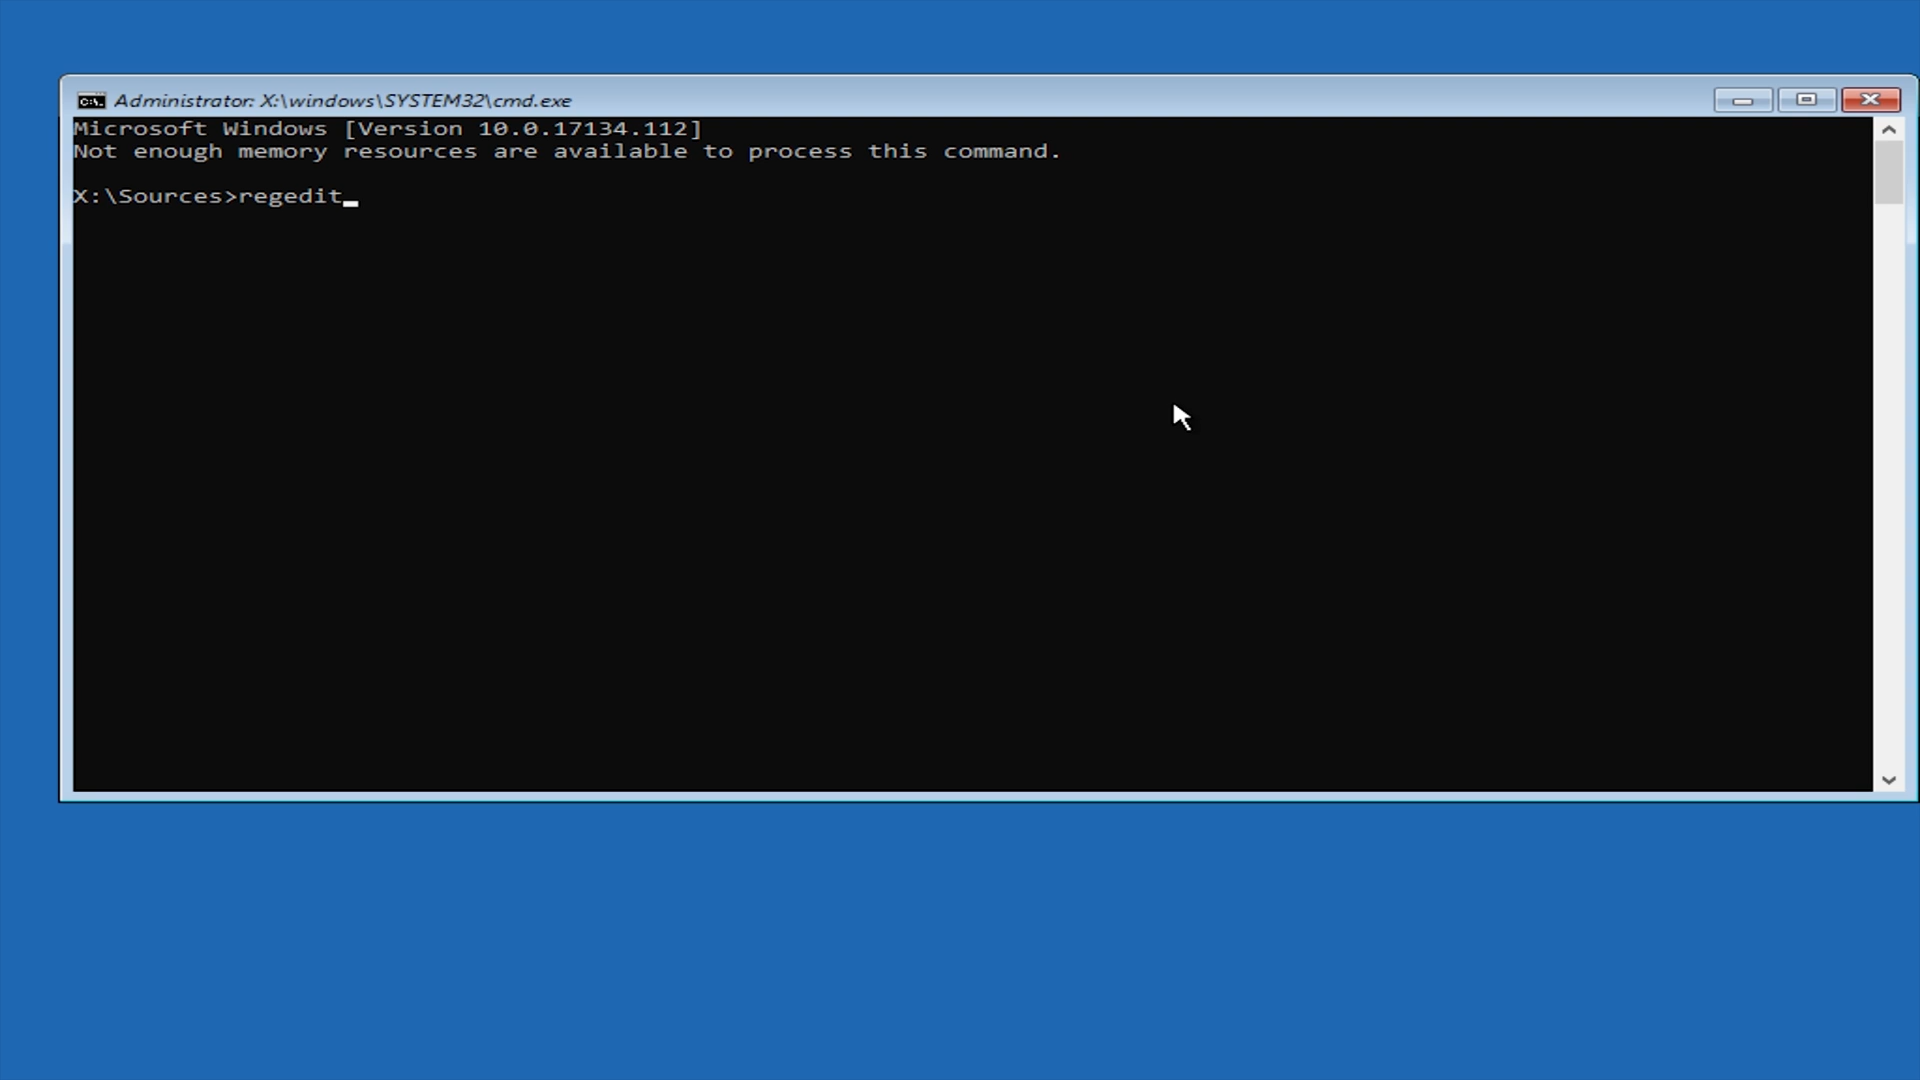 Administrator: X:\windows\SYSTEM32\cmd.exe
Microsoft Windows [Version 10.0.17134.112]
Not enough memory resources are available to process this command.
X:\Sources>regedit